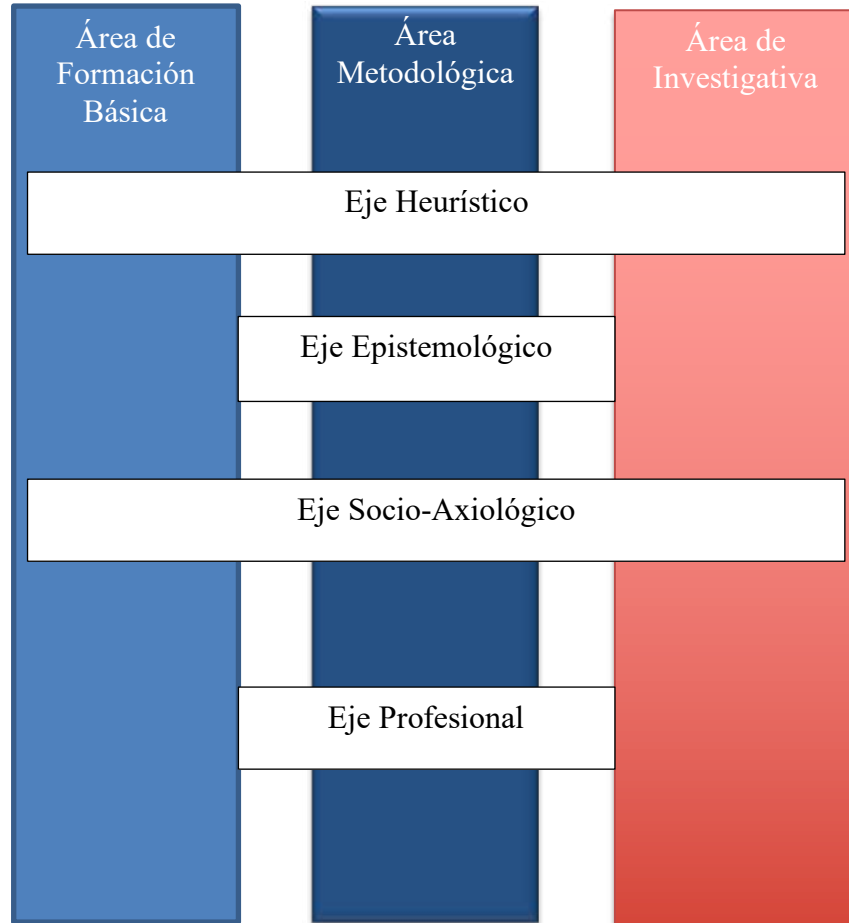 Área de
Formación
Básica
Área
Metodológica
Área de
Investigativa
Eje Heurístico
Eje Epistemológico
Eje Socio-Axiológico
Eje Profesional